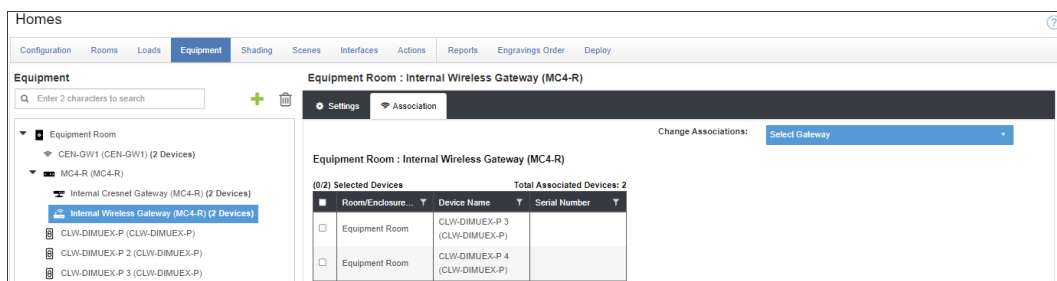 Homes
Configuration Rooms Loads Equipment Shading Scenes Interfaces Actions Reports Engravings Order Deploy
Equipment
Enter 2 characters to search
Equipment Room
CEN-GW1 (CEN-GW1) (2 Devices)
MC4-R (MC4-R)
Internal Cresnet Gateway (MC4-R) (2 Devices)
Internal Wireless Gateway (MC4-R) (2 Devices)
CLW-DIMUEX-P (CLW-DIMUEX-P)
CLW-DIMUEX-P 2 (CLW-DIMUEX-P)
CLW-DIMUEX-P 3 (CLW-DIMUEX-P)
Equipment Room : Internal Wireless Gateway (MC4-R)
Settings Association
Change Associations: Select Gateway
Equipment Room : Internal Wireless Gateway (MC4-R)
(0/2) Selected Devices Total Associated Devices: 2
Room/Enclosure... Device Name Serial Number
Equipment Room CLW-DIMUEX-P 3
(CLW-DIMUEX-P)
Equipment Room CLW-DIMUEX-P 4
(CLW-DIMUEX-P)